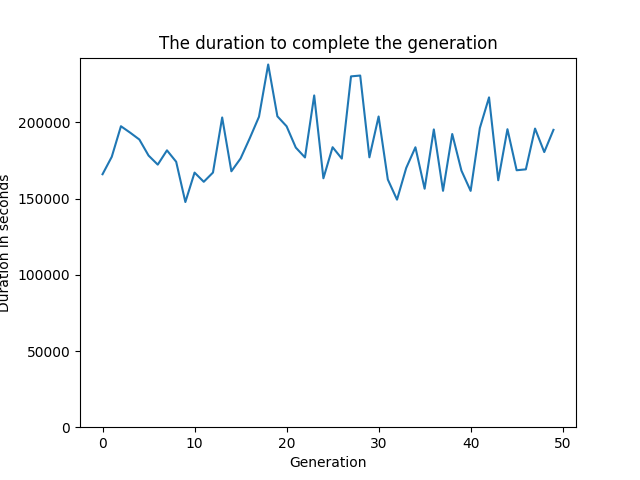 The duration to complete the generation
Duration in seconds
200000
150000
100000
50000
0
0 10 20 30 40 50
Generation